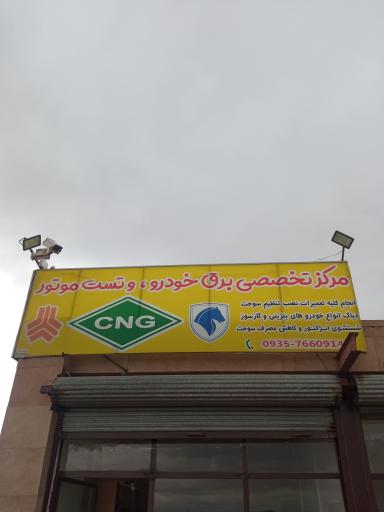 مرکز تخصصی برق خودرو، و تست موتور
انجام کلیه تعمیرات، نصب تنظیم سوخت
دیاگ انواع خودرو های بنزینی و گازسوز
شستشوی انژکتور و کاهش مصرف سوخت
CNG
0935-7660914